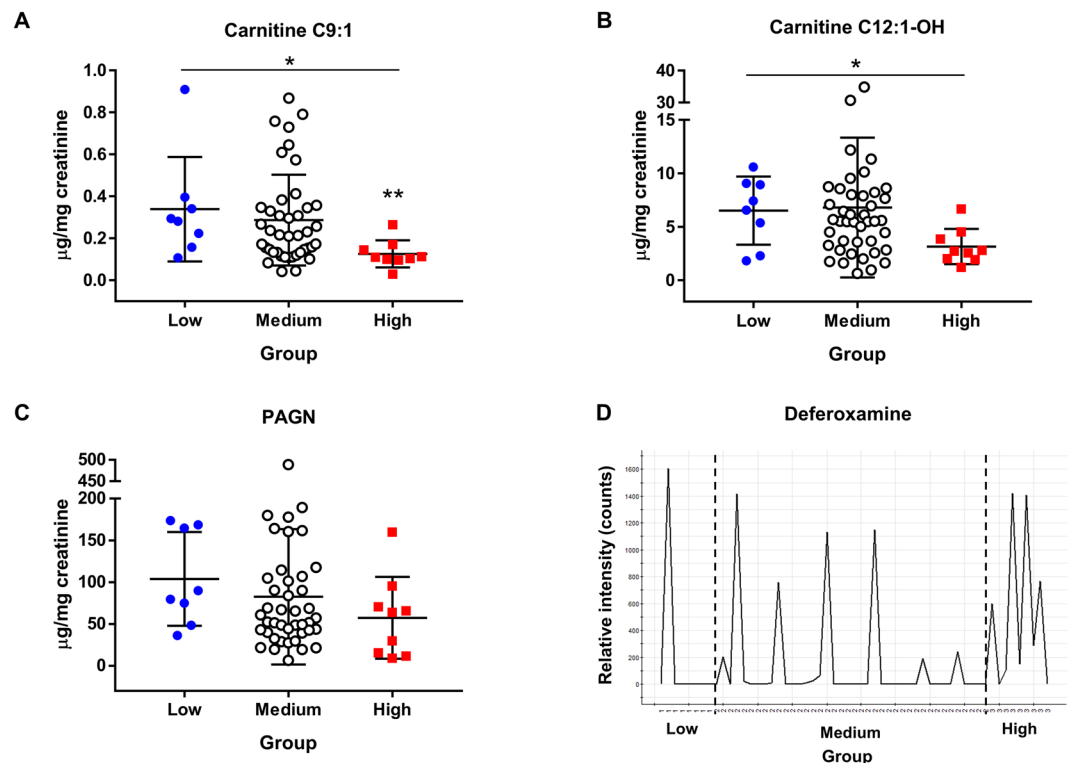 A
Carnitine C9:1
*
1.0
0.8
0.6
0.4
0.2
0.0
µg/mg creatinine
**
Low
Medium
High
Group
B
Carnitine C12:1-OH
*
40
30
15
10
5
0
µg/mg creatinine
Low
Medium
High
Group
C
PAGN
500
450
200
150
100
50
0
µg/mg creatinine
Low
Medium
High
Group
D
Deferoxamine
Relative intensity (counts)
1600
1400
1200
1000
800
600
400
200
0
Low
Medium
High
Group